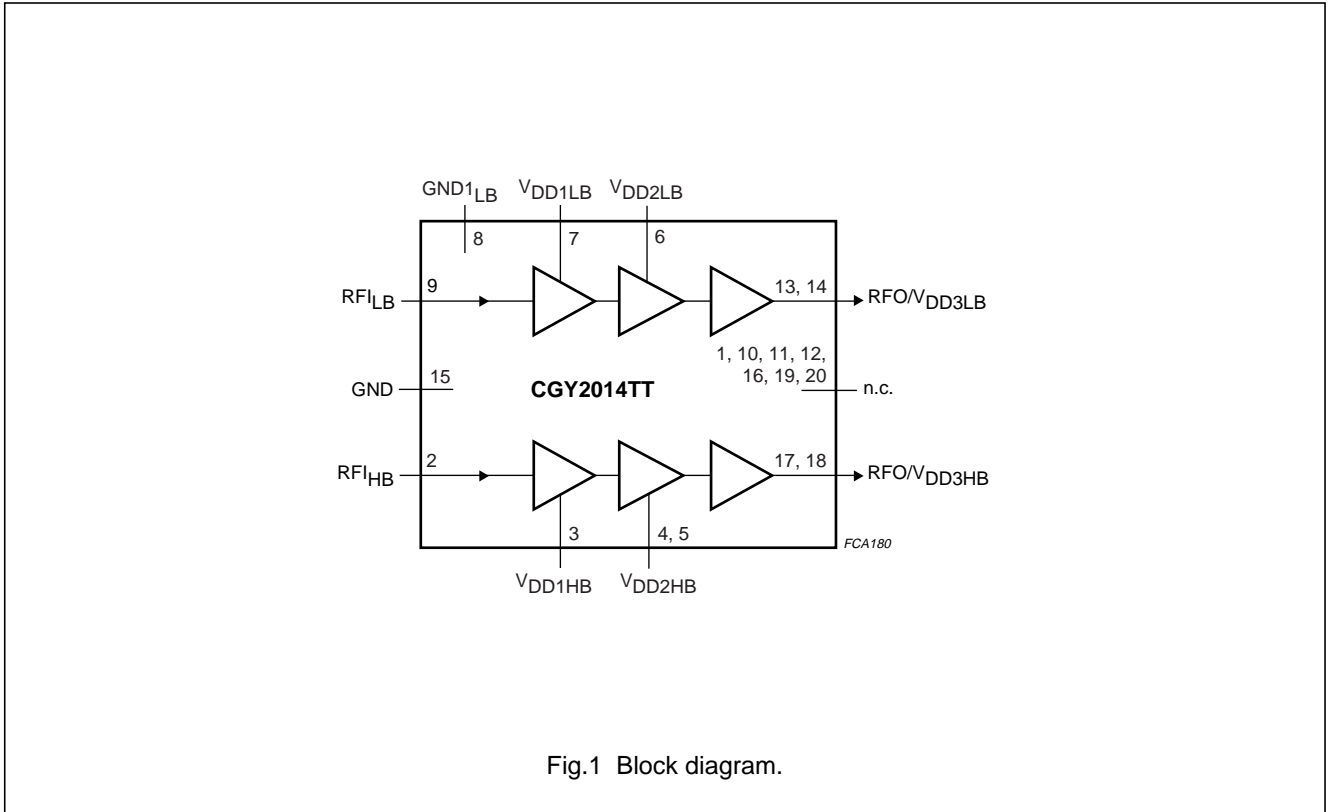 GND1LB VDD1LB VDD2LB
8 7 6
RFILB 9 13, 14 RFO/VDD3LB
1, 10, 11, 12,
16, 19, 20
GND 15 CGY2014TT n.c.
RFIHB 2 17, 18 RFO/VDD3HB
3 4, 5
FCA180
VDD1HB VDD2HB
Fig.1 Block diagram.